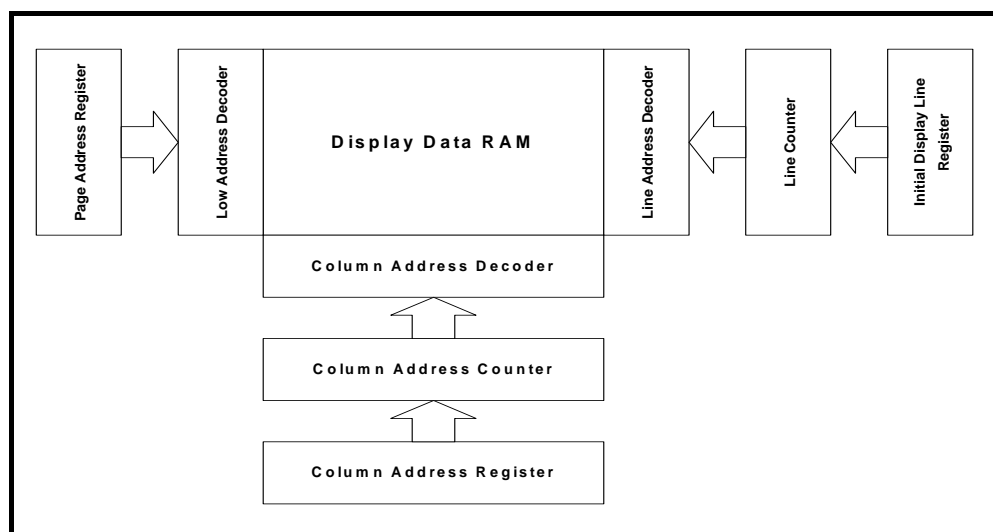 Page Address Register
Low Address Decoder
Display Data RAM
Line Address Decoder
Line Counter
Initial Display Line
Register
Column Address Decoder
Column Address Counter
Column Address Register